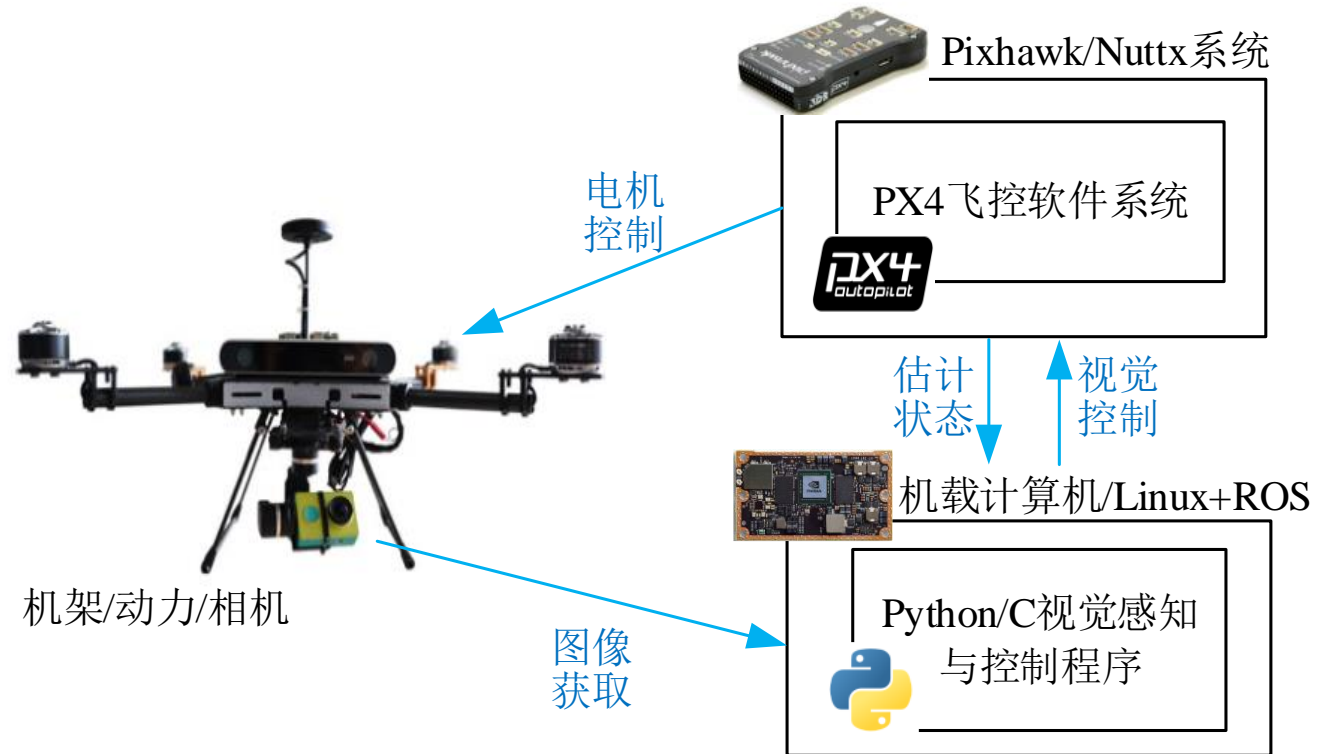 Pixhawk/Nuttx系统
PX4飞控软件系统
px4
autopilot
电机
控制
估计
状态
视觉
控制
机载计算机/Linux+ROS
Python/C视觉感知
与控制程序
机架/动力/相机
图像
获取